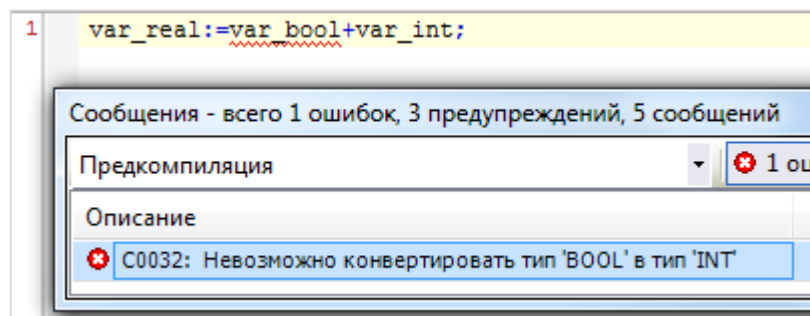 1 var_real:=var_bool+var_int;
Сообщения - всего 1 ошибок, 3 предупреждений, 5 сообщений
Предкомпиляция 1
Описание
C0032: Невозможно конвертировать тип 'BOOL' в тип 'INT'